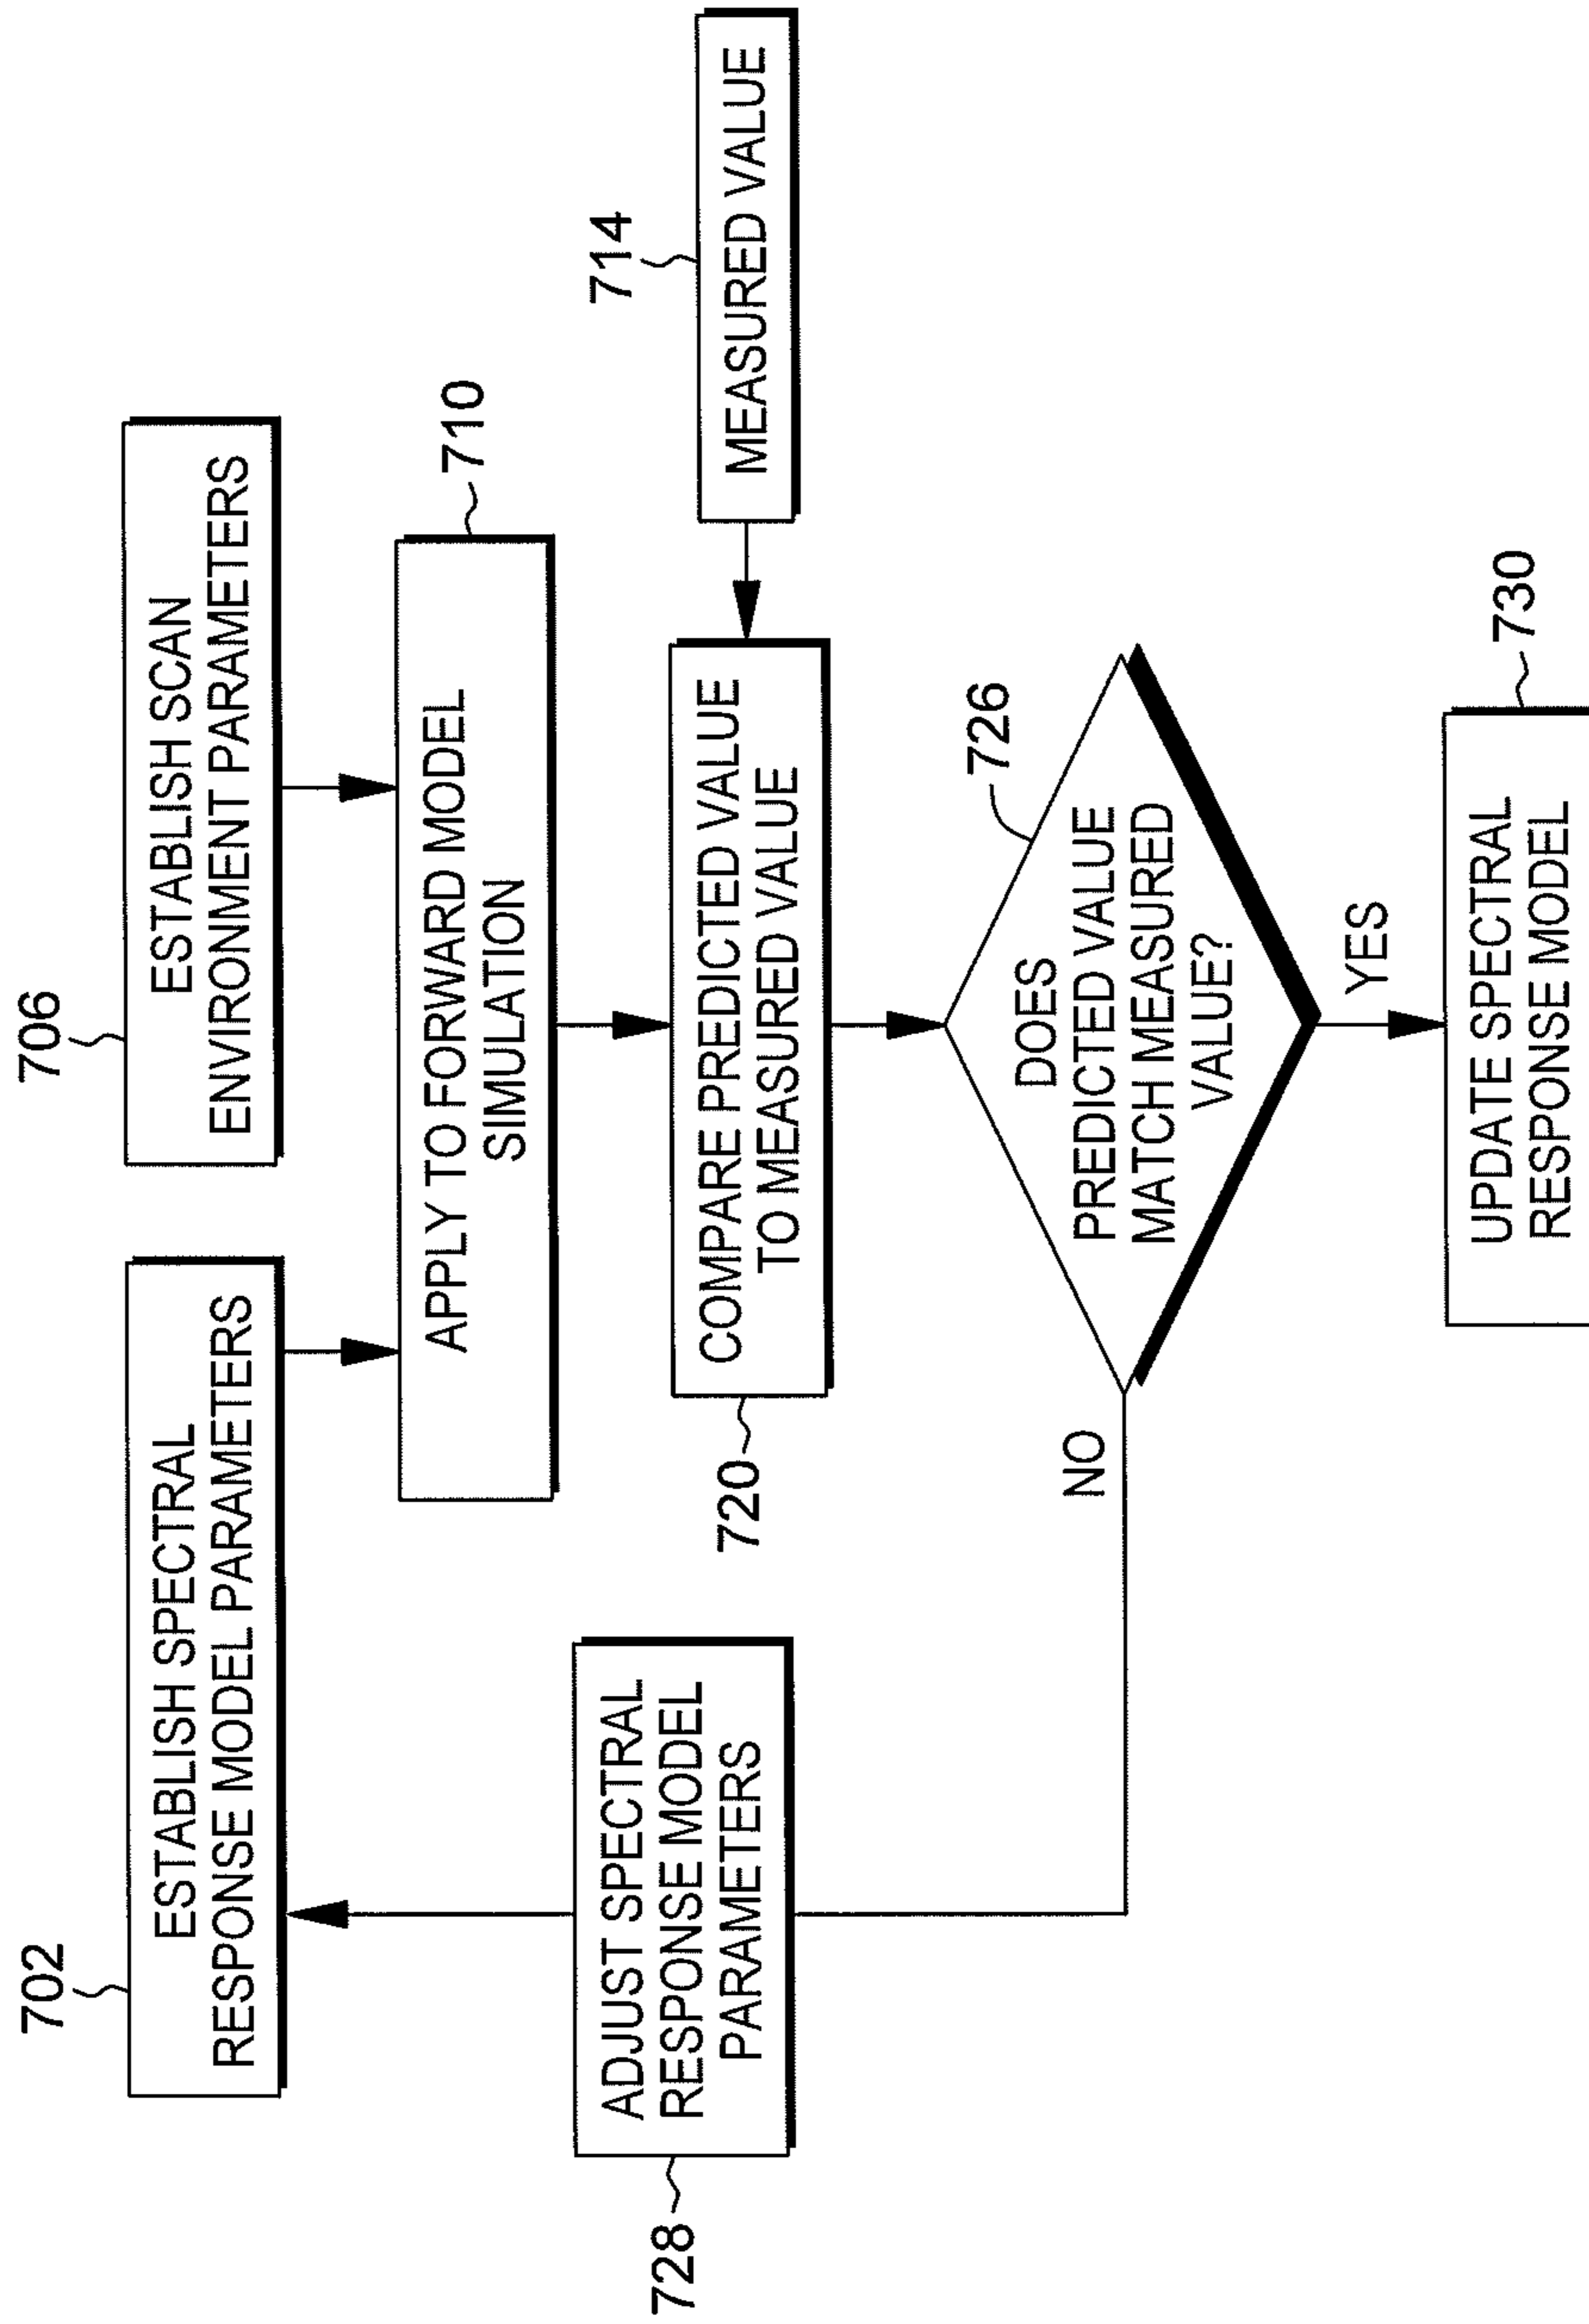 702
ESTABLISH SPECTRAL
RESPONSE MODEL PARAMETERS
706
ESTABLISH SCAN
ENVIRONMENT PARAMETERS
APPLY TO FORWARD MODEL
SIMULATION
710
728
ADJUST SPECTRAL
RESPONSE MODEL
PARAMETERS
720
COMPARE PREDICTED VALUE
TO MEASURED VALUE
714
MEASURED VALUE
NO
726
DOES
PREDICTED VALUE
MATCH MEASURED
VALUE?
YES
730
UPDATE SPECTRAL
RESPONSE MODEL